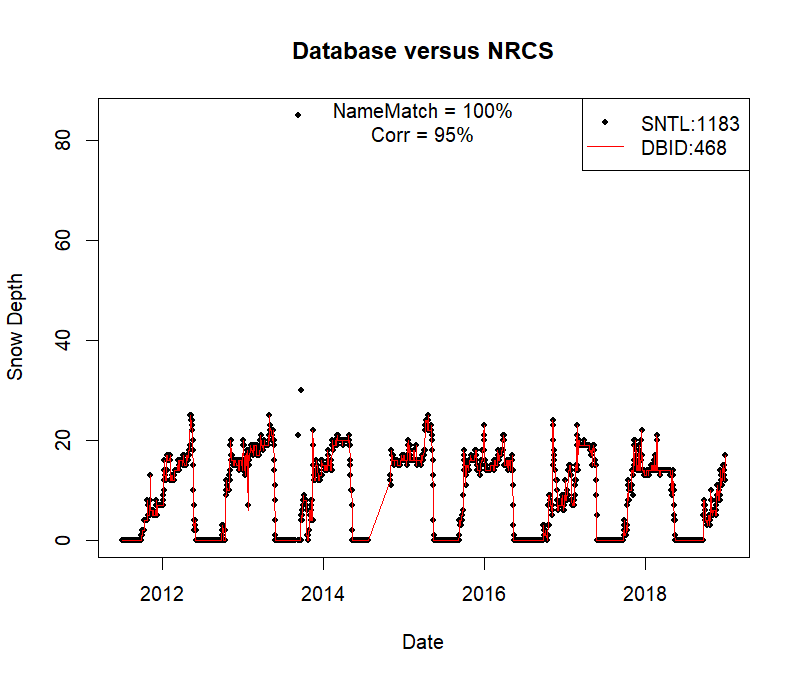 Database versus NRCS
NameMatch = 100%
Corr = 95%
SNTL:1183
DBID:468
80
60
40
20
0
Snow Depth
2012 2014 2016 2018
Date